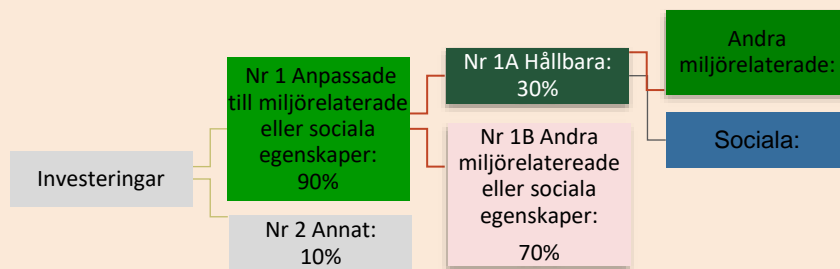 Investeringar
Nr 1 Anpassade
till miljörelaterade
eller sociala
egenskaper:
90%
Nr 2 Annat:
10%
Nr 1A Hållbara:
30%
Nr 1B Andra
miljörelatereade
eller sociala
egenskaper:
70%
Andra
miljörelaterade:
Sociala: